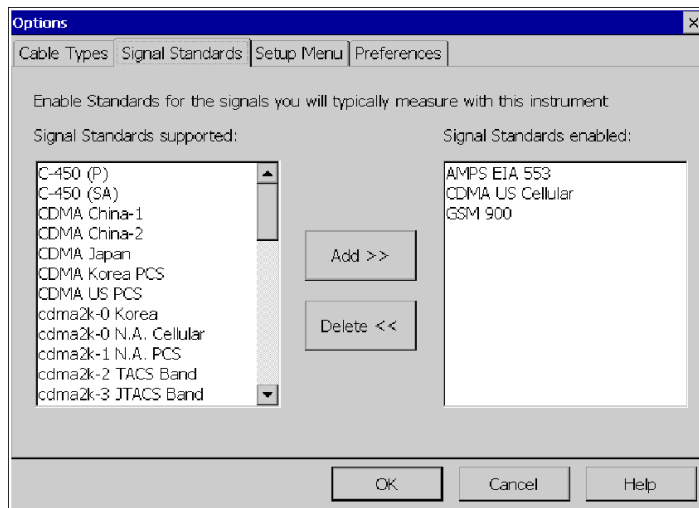 Options
Cable Types Signal Standards Setup Menu Preferences
Enable Standards for the signals you will typically measure with this instrument
Signal Standards supported:
C-450 (P)
C-450 (SA)
CDMA China-1
CDMA China-2
CDMA Japan
CDMA Korea PCS
CDMA US PCS
cdma2k-0 Korea
cdma2k-0 N.A. Cellular
cdma2k-1 N.A. PCS
cdma2k-2 TACS Band
cdma2k-3 JTACS Band
Add >>
Delete <<
Signal Standards enabled:
AMPS EIA 553
CDMA US Cellular
GSM 900
OK Cancel Help